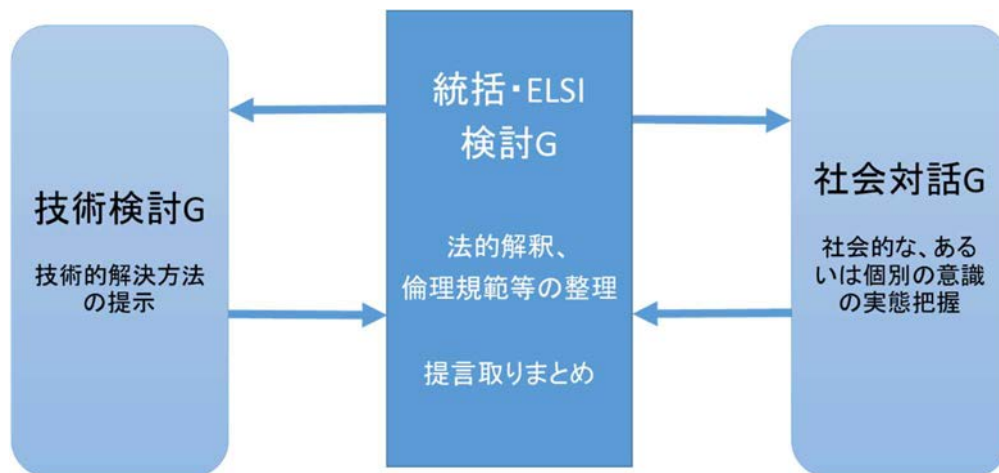 技術検討G
技術的解決方法
の提示
統括・ELSI
検討G
法的解釈、
倫理規範等の整理
提言取りまとめ
社会対話G
社会的な、ある
いは個別の意識
の実態把握